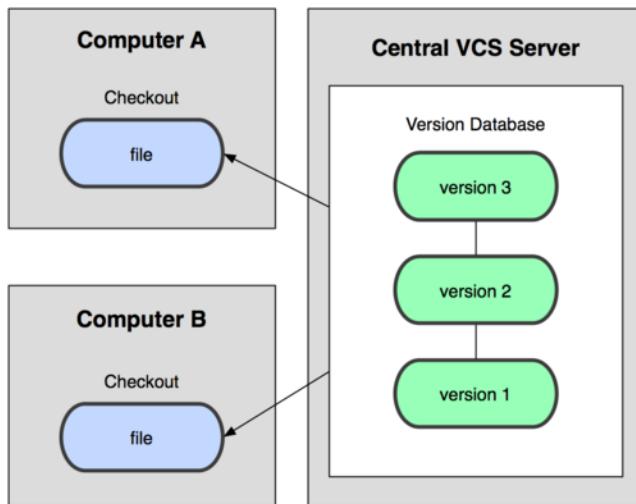 Computer A
Checkout
file
Computer B
Checkout
file
Central VCS Server
Version Database
version 3
version 2
version 1